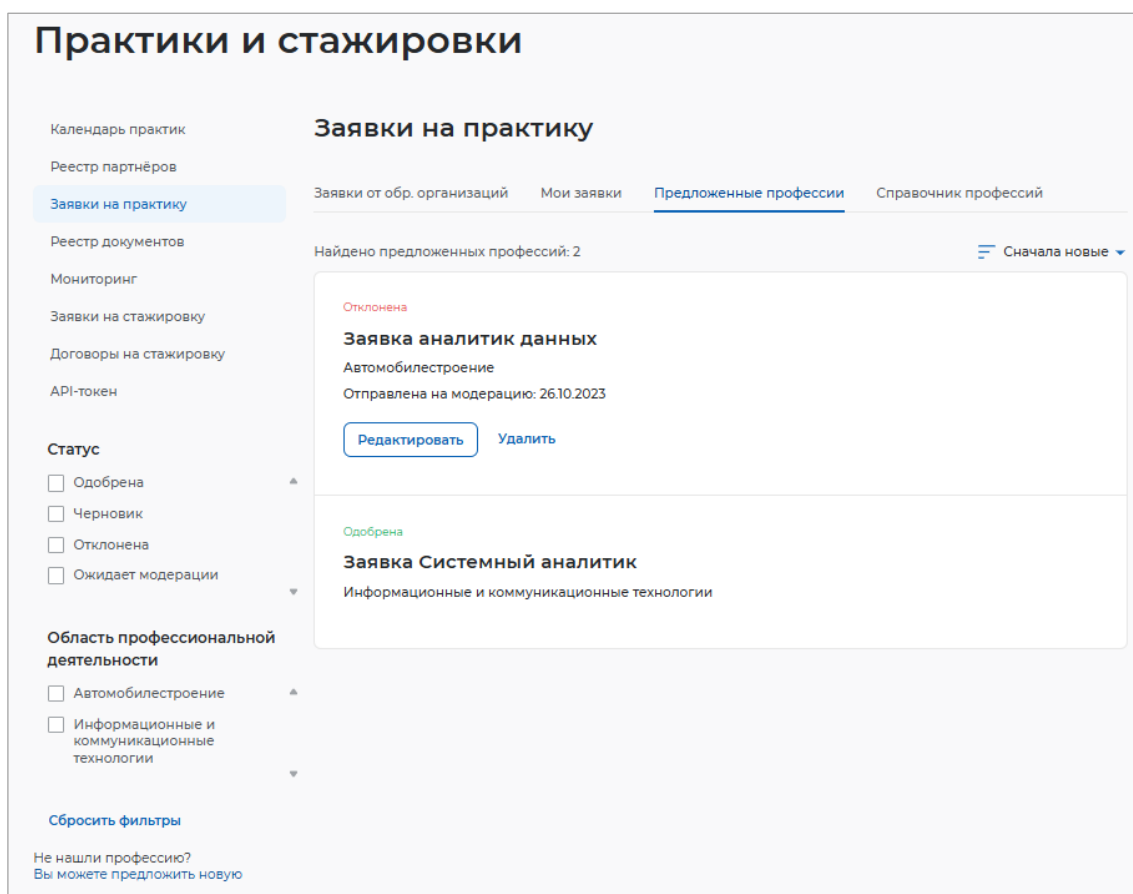 Практики и стажировки
Календарь практик
Реестр партнёров
Заявки на практику
Реестр документов
Мониторинг
Заявки на стажировку
Договоры на стажировку
API-токен
Статус
Одобрена
Черновик
Отклонена
Ожидает модерации
Область профессиональной
деятельности
Автомобилестроение
Информационные и
коммуникационные
технологии
Сбросить фильтры
Не нашли профессию?
Вы можете предложить новую
Заявки на практику
Заявки от обр. организаций Мои заявки Предложенные профессии Справочник профессий
Найдено предложенных профессий: 2 Сначала новые
Отклонена
Заявка аналитик данных
Автомобилестроение
Отправлена на модерацию: 26.10.2023
Редактировать Удалить
Одобрена
Заявка Системный аналитик
Информационные и коммуникационные технологии